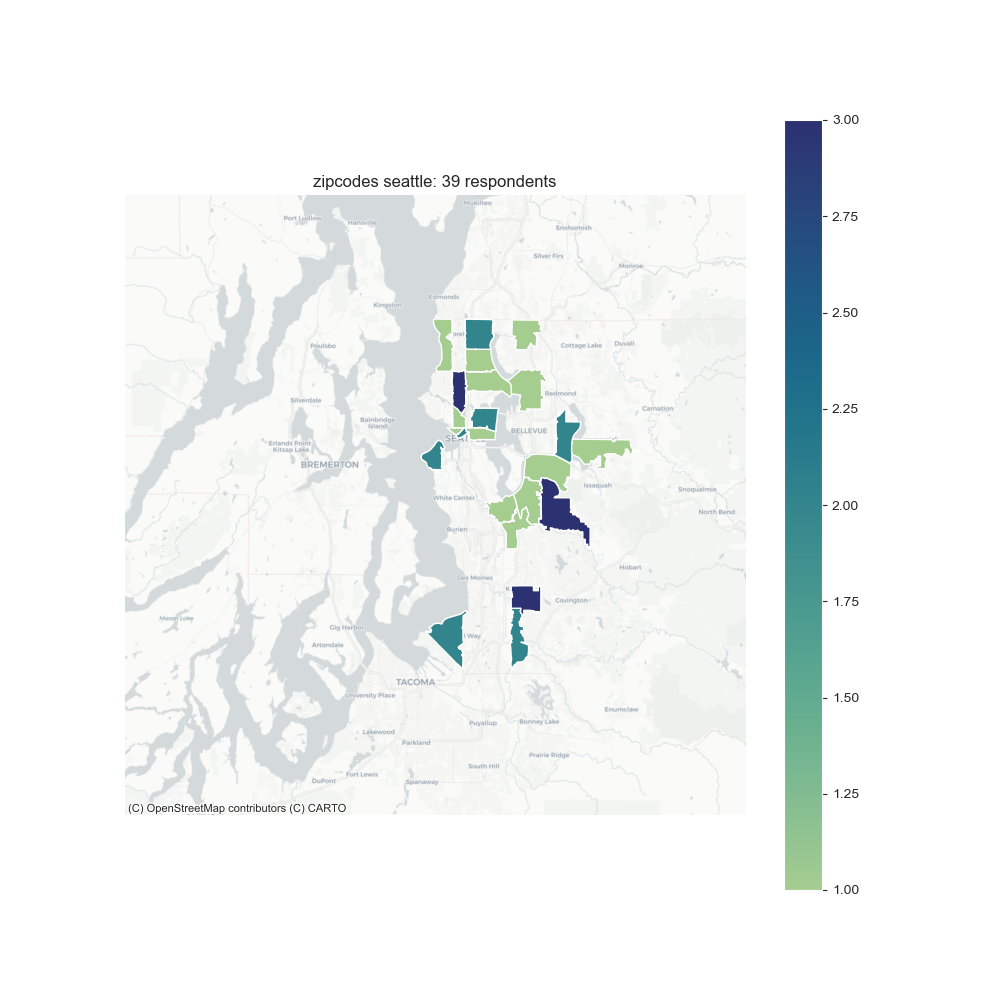 zipcodes seattle: 39 respondents
Mukilteo
Port Ludlow
Hansville
Snohomish
Silver Firs
Monroe
Edmonds
Kingston
Poulsbo
Cottage Lake
Duvall
Silverdale
Redmond
Carnation
Bainbridge
Island
BELLEVUE
Erlands Point
Kitsap Lake
BREMERTON
Issaquah
Snoqualmie
White Center
North Bend
Burien
Hobart
Des Moines
Covington
Gig Harbor
Artondale
l Way
TACOMA
University Place
Enumclaw
Puyallup
Bonney Lake
Lakewood
Parkland
Prairie Ridge
South Hill
Fort Lewis
DuPont
Spanaway
(C) OpenStreetMap contributors (C) CARTO
3.00
2.75
2.50
2.25
2.00
1.75
1.50
1.25
1.00